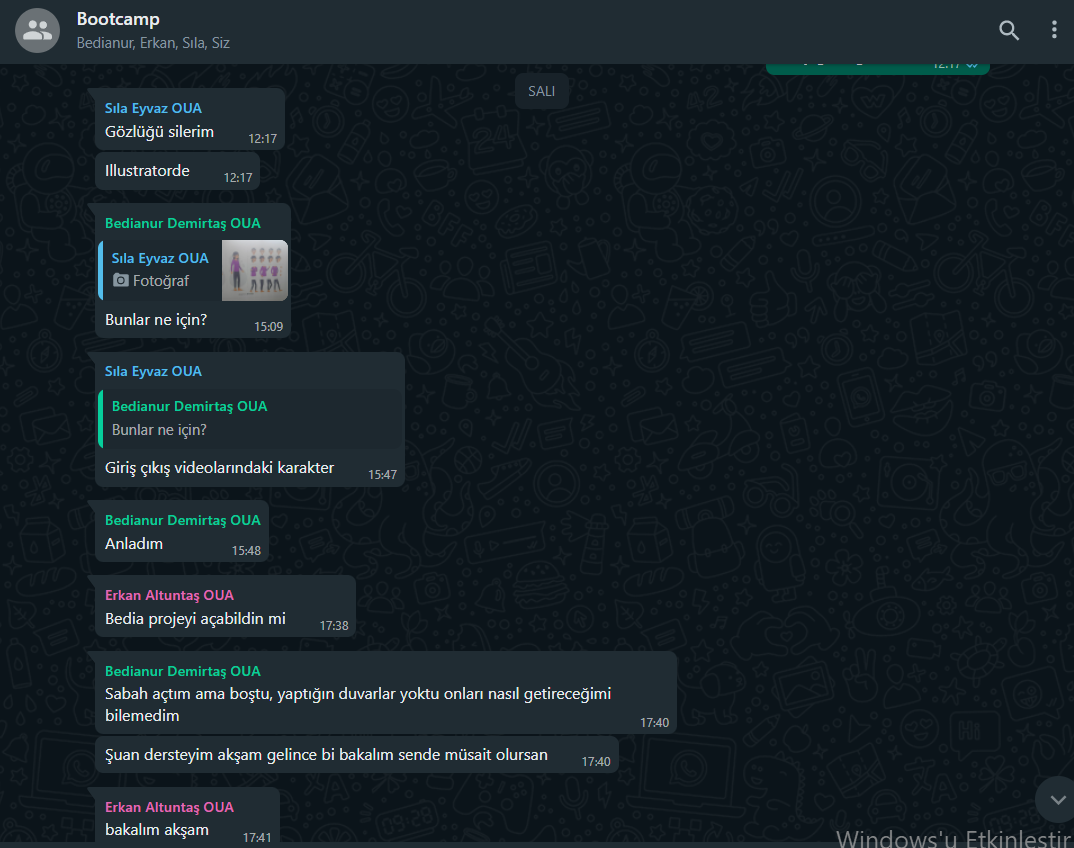 Bootcamp
Bedianur, Erkan, Sıla, Siz
12:17
SALI
Sıla Eyvaz OUA
Gözlüğü silerim
12:17
Illustratorde
12:17
Bedianur Demirtaş OUA
Sıla Eyvaz OUA
Fotoğraf
Bunlar ne için?
15:09
Sıla Eyvaz OUA
Bedianur Demirtaş OUA
Bunlar ne için?
Giriş çıkış videolarındaki karakter
15:47
Bedianur Demirtaş OUA
Anladım
15:48
Erkan Altuntaş OUA
Bedia projeyi açabildin mi
17:38
Bedianur Demirtaş OUA
Sabah açtım ama boştu, yaptığın duvarlar yoktu onları nasıl getireceğimi
bilemedim
17:40
Şuan dersteyim akşam gelince bi bakalım sende müsait olursan
17:40
Erkan Altuntaş OUA
bakalım akşam
17:41
Windows'u Etkinleştir